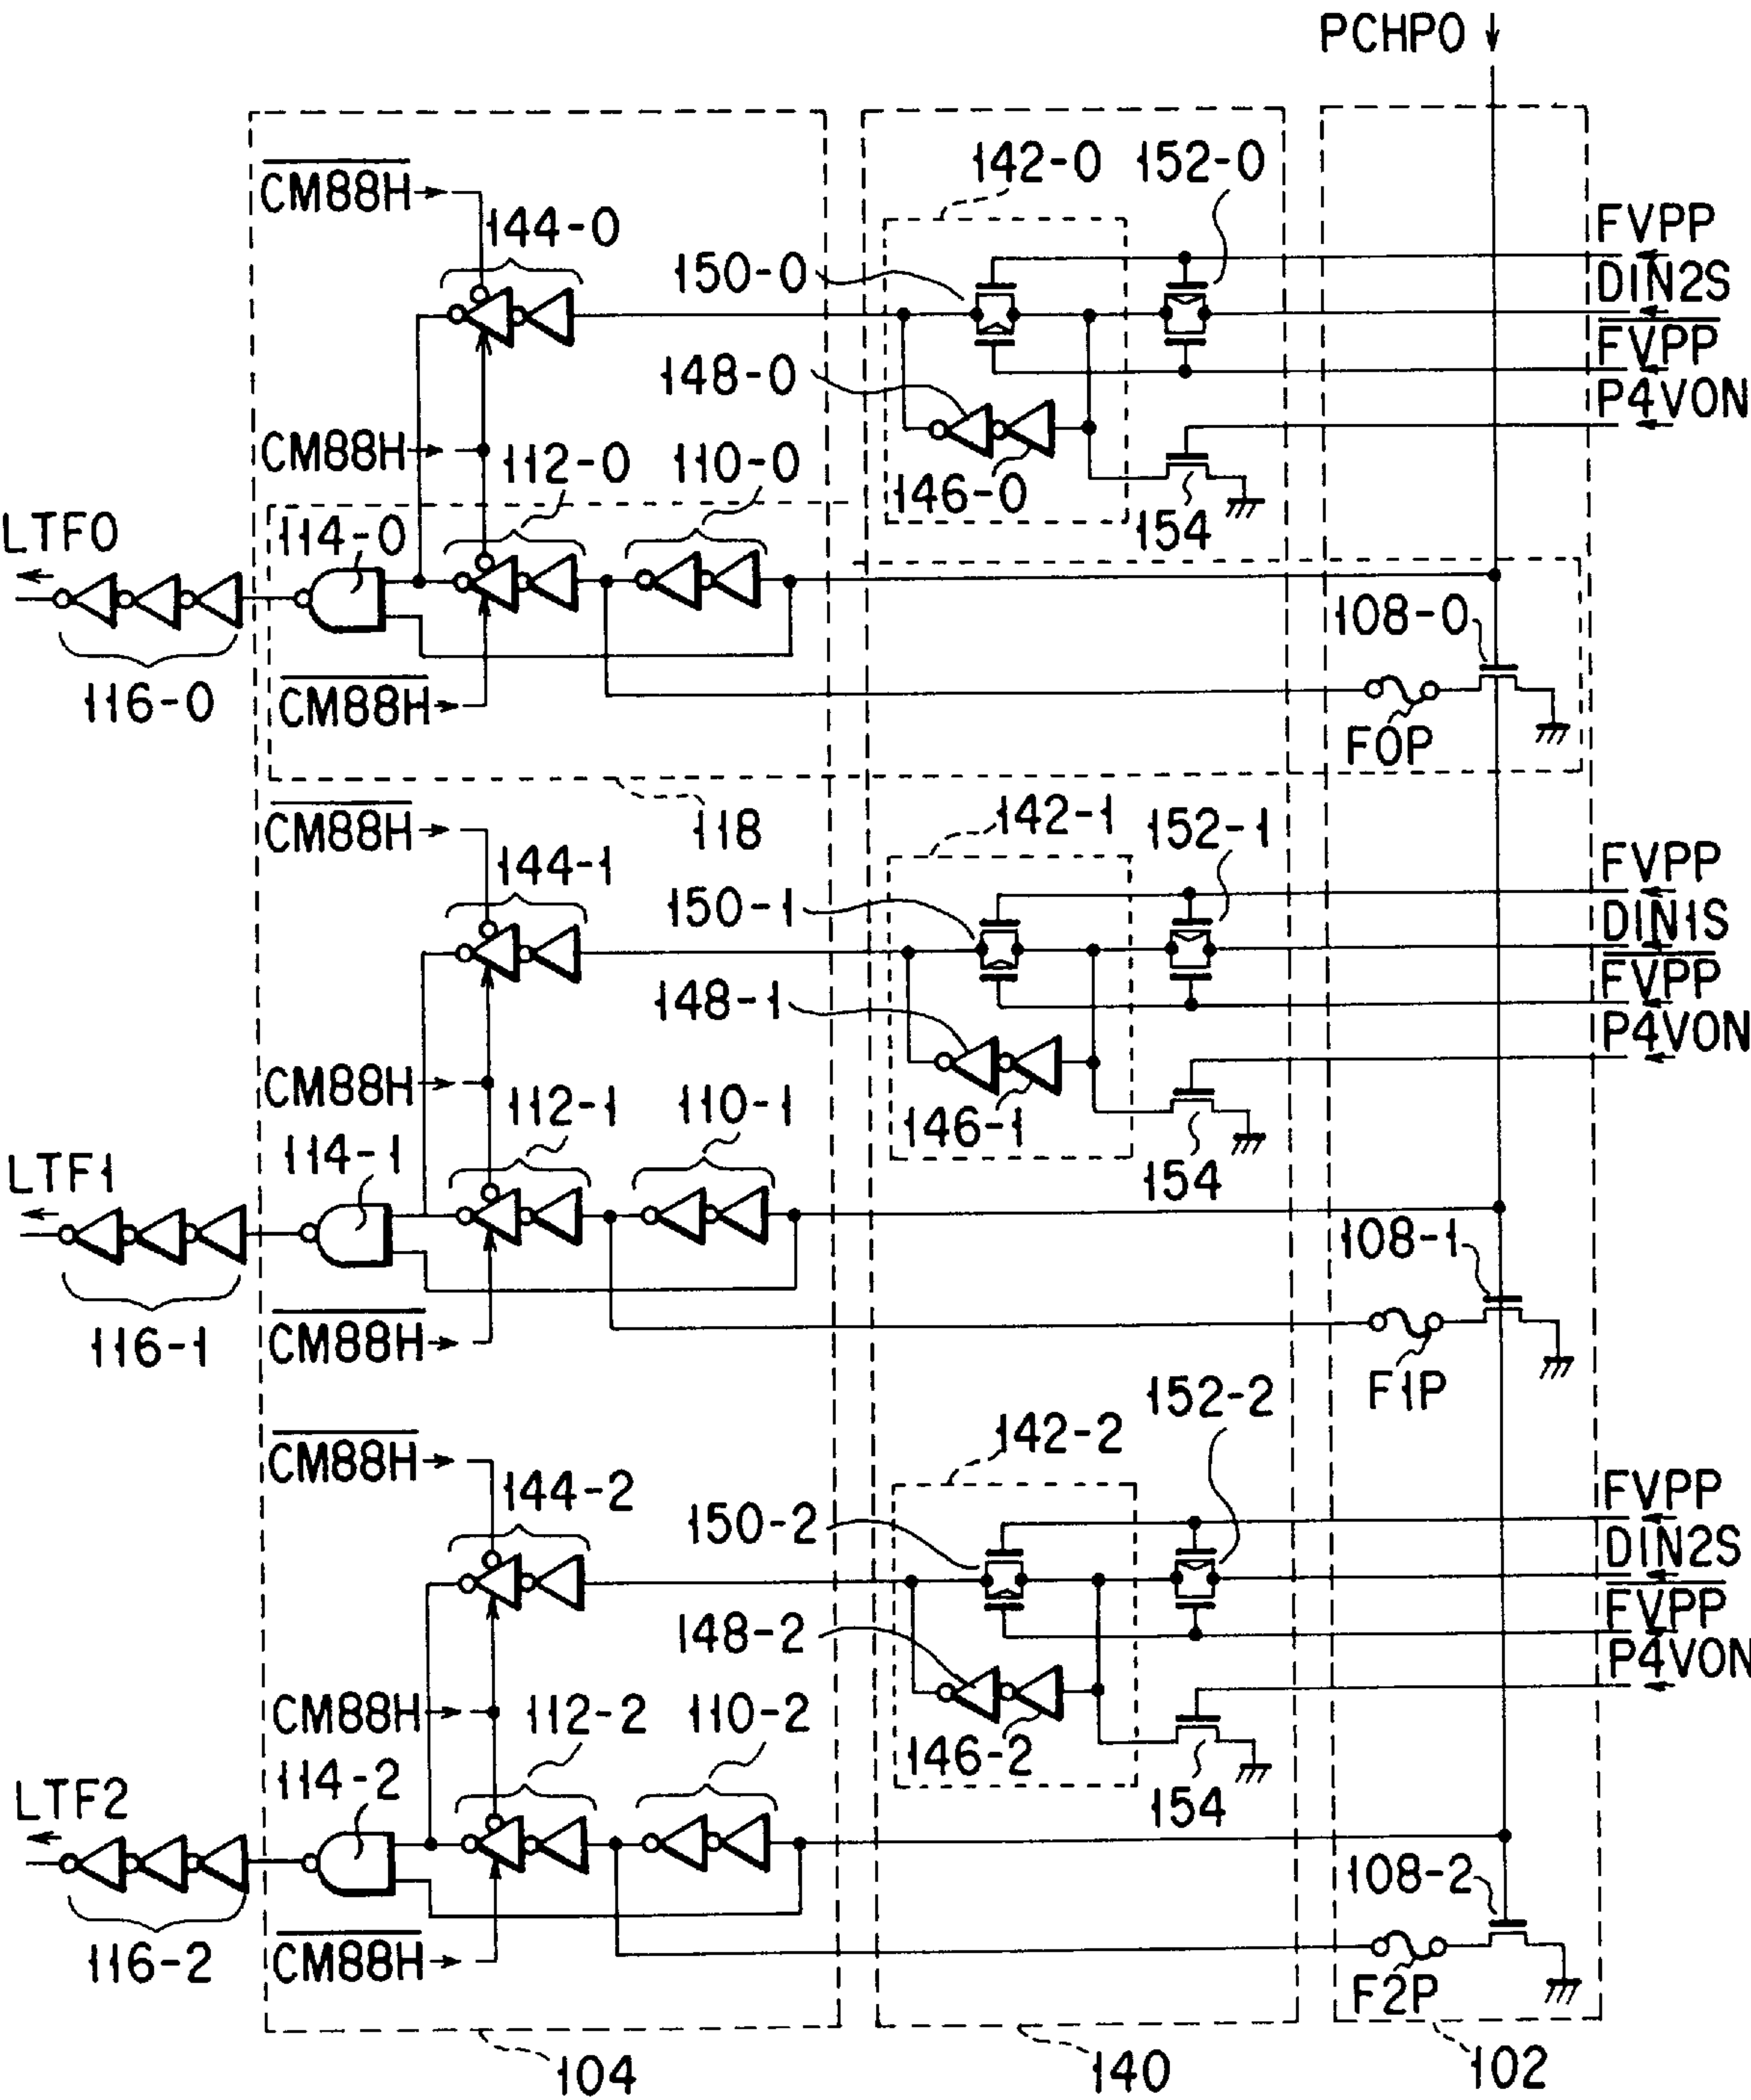 PCHP0
CM88H
144-0
142-0
152-0
150-0
FVPP
DIN2S
FVPP
P4VON
148-0
CM88H
112-0
110-0
146-0
154
LTF0
114-0
116-0
CM88H
108-0
F0P
118
CM88H
144-1
142-1
152-1
150-1
FVPP
DIN1S
FVPP
P4VON
148-1
CM88H
112-1
110-1
146-1
154
LTF1
114-1
116-1
CM88H
108-1
F1P
CM88H
144-2
142-2
152-2
150-2
FVPP
DIN2S
FVPP
P4VON
148-2
CM88H
112-2
110-2
146-2
154
LTF2
114-2
116-2
CM88H
108-2
F2P
104
140
102